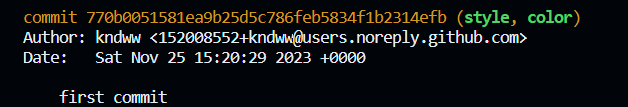 commit 770b0051581ea9b25d5c786feb5834f1b2314efb (style, color)
Author: kndww <152008552+kndww@users.noreply.github.com>
Date:   Sat Nov 25 15:20:29 2023 +0000
first commit